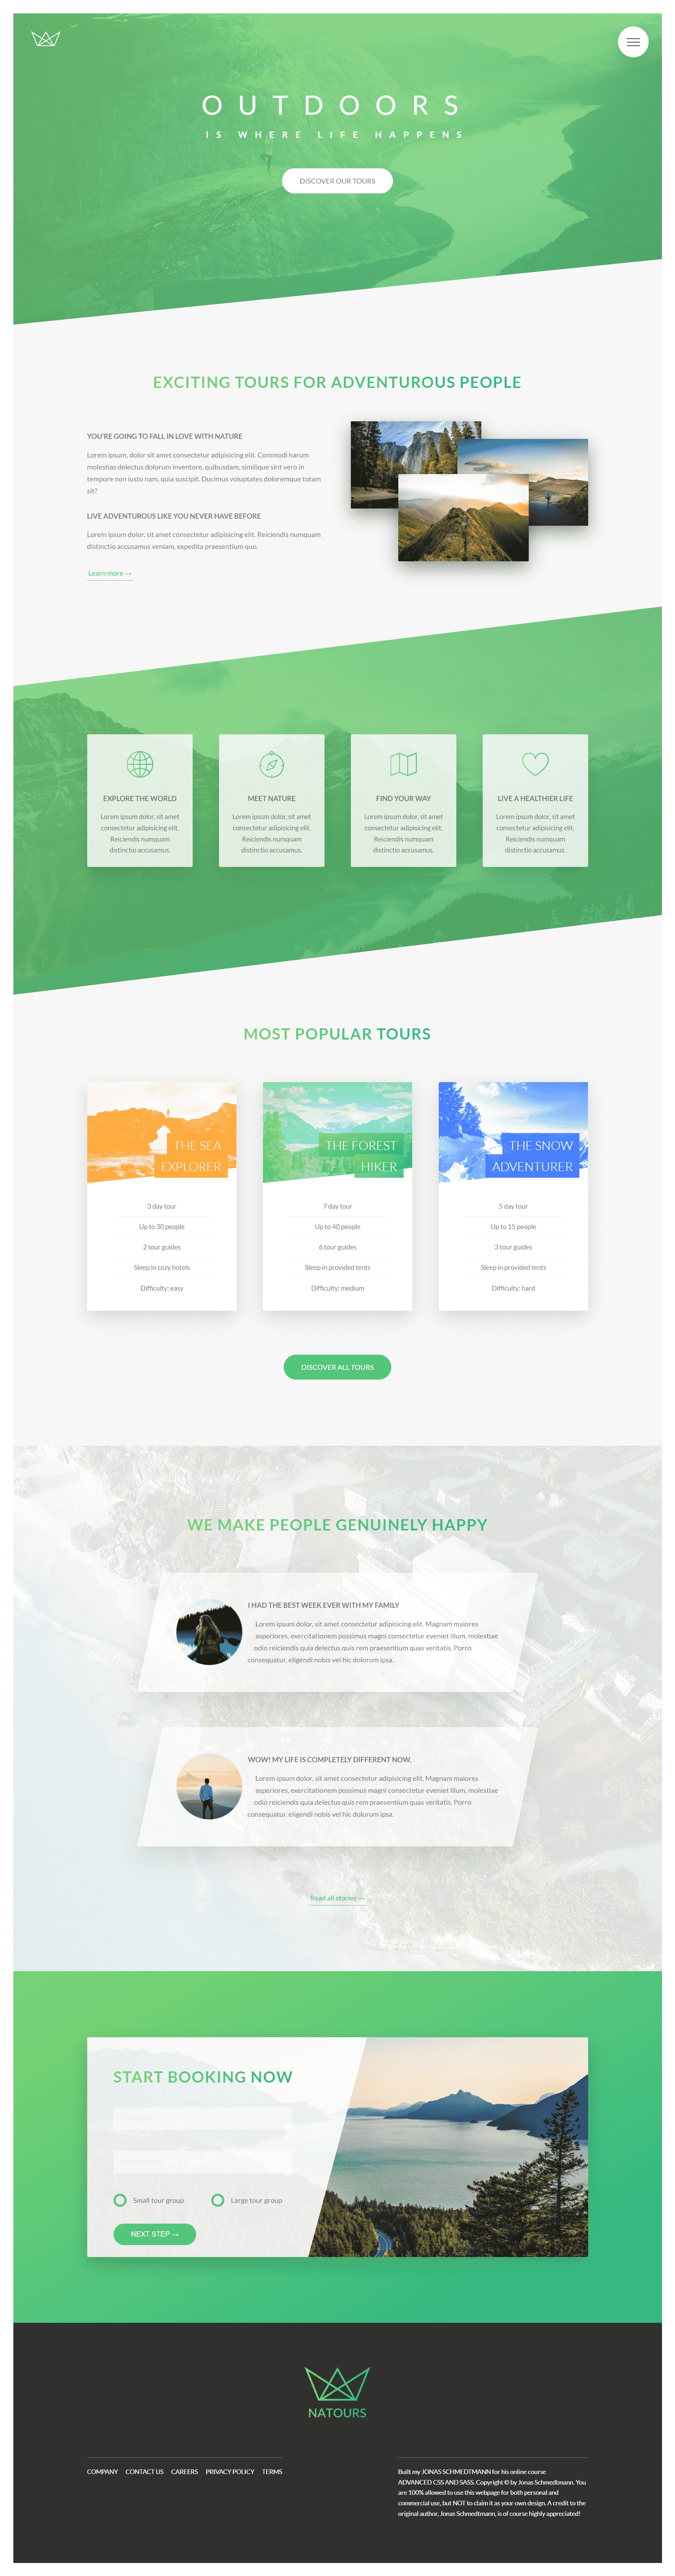 OUTDOORS
IS WHERE LIFE HAPPENS
DISCOVER OUR TOURS
EXCITING TOURS FOR ADVENTUROUS PEOPLE
YOU'RE GOING TO FALL IN LOVE WITH NATURE
Lorem ipsum, dolor sit amet consectetur adipisicing elit. Commodi harum
molestias delectus dolorum inventore, quibusdam, similique sint vero in
tempore non iusto nam, quia suscipit. Ducimus voluptates doloremque totam
sit?
LIVE ADVENTUROUS LIKE YOU NEVER HAVE BEFORE
Lorem ipsum dolor, sit amet consectetur adipisicing elit. Reiciendis numquam
distinctio accusamus veniam, expedita praesentium quo.
Learn more →
EXPLORE THE WORLD
Lorem ipsum dolor, sit amet
consectetur adipisicing elit.
Reiciendis numquam
distinctio accusamus.
MEET NATURE
Lorem ipsum dolor, sit amet
consectetur adipisicing elit.
Reiciendis numquam
distinctio accusamus.
FIND YOUR WAY
Lorem ipsum dolor, sit amet
consectetur adipisicing elit.
Reiciendis numquam
distinctio accusamus.
LIVE A HEALTHIER LIFE
Lorem ipsum dolor, sit amet
consectetur adipisicing elit.
Reiciendis numquam
distinctio accusamus.
MOST POPULAR TOURS
THE SEA
EXPLORER
3 day tour
Up to 30 people
2 tour guides
Sleep in cozy hotels
Difficulty: easy
THE FOREST
HIKER
7 day tour
Up to 40 people
6 tour guides
Sleep in provided tents
Difficulty: medium
THE SNOW
ADVENTURER
5 day tour
Up to 15 people
3 tour guides
Sleep in provided tents
Difficulty: hard
DISCOVER ALL TOURS
WE MAKE PEOPLE GENUINELY HAPPY
I HAD THE BEST WEEK EVER WITH MY FAMILY
Lorem ipsum dolor, sit amet consectetur adipisicing elit. Magnam maiores
asperiores, exercitationem possimus magni consectetur eveniet illum, molestiae
odio reiciendis quia delectus quis rem praesentium quas veritatis. Porro
consequatur, eligendi nobis vel hic dolorum ipsa.
WOW! MY LIFE IS COMPLETELY DIFFERENT NOW.
Lorem ipsum dolor, sit amet consectetur adipisicing elit. Magnam maiores
asperiores, exercitationem possimus magni consectetur eveniet illum, molestiae
odio reiciendis quia delectus quis rem praesentium quas veritatis. Porro
consequatur, eligendi nobis vel hic dolorum ipsa.
Read all stories →
START BOOKING NOW
Small tour group
Large tour group
NEXT STEP →
NATOURS
COMPANY CONTACT US CAREERS PRIVACY POLICY TERMS
Built my JONAS SCHMEDTMANN for his online course
ADVANCED CSS AND SASS. Copyright © by Jonas Schmedtmann. You
are 100% allowed to use this webpage for both personal and
commercial use, but NOT to claim it as your own design. A credit to the
original author, Jonas Schmedtmann, is of course highly appreciated!